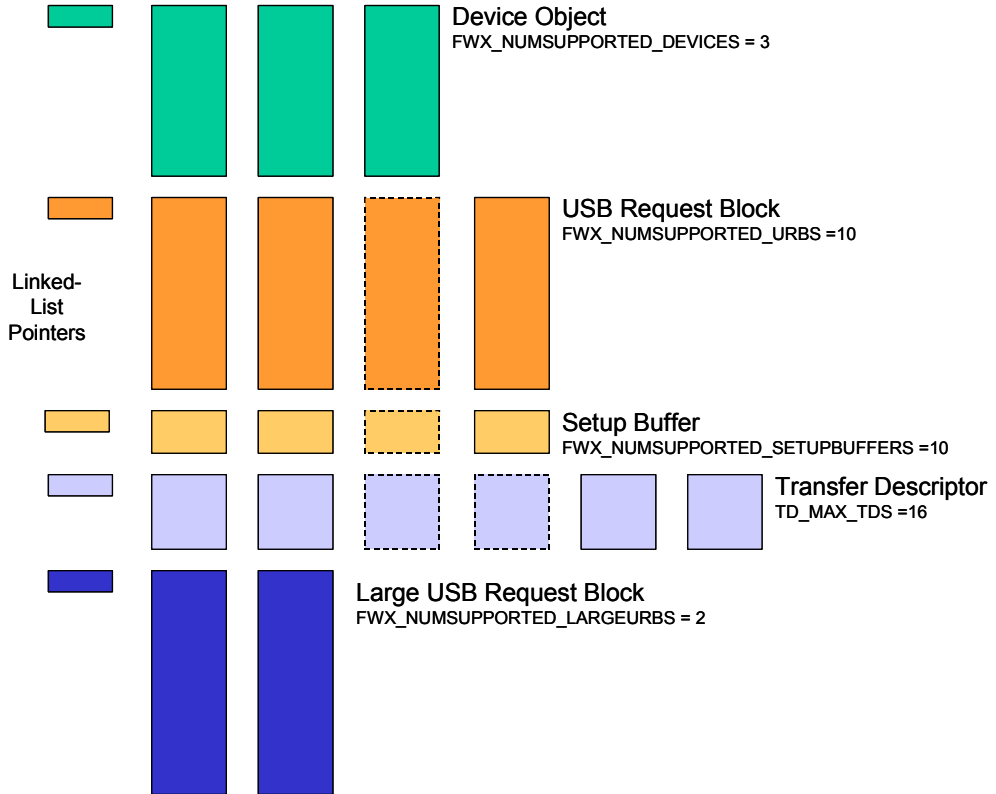 Device Object
FWX_NUMSUPPORTED_DEVICES = 3
USB Request Block
FWX_NUMSUPPORTED_URBS =10
Linked-
List
Pointers
Setup Buffer
FWX_NUMSUPPORTED_SETUPBUFFERS =10
Transfer Descriptor
TD_MAX_TDS =16
Large USB Request Block
FWX_NUMSUPPORTED_LARGEURBS = 2